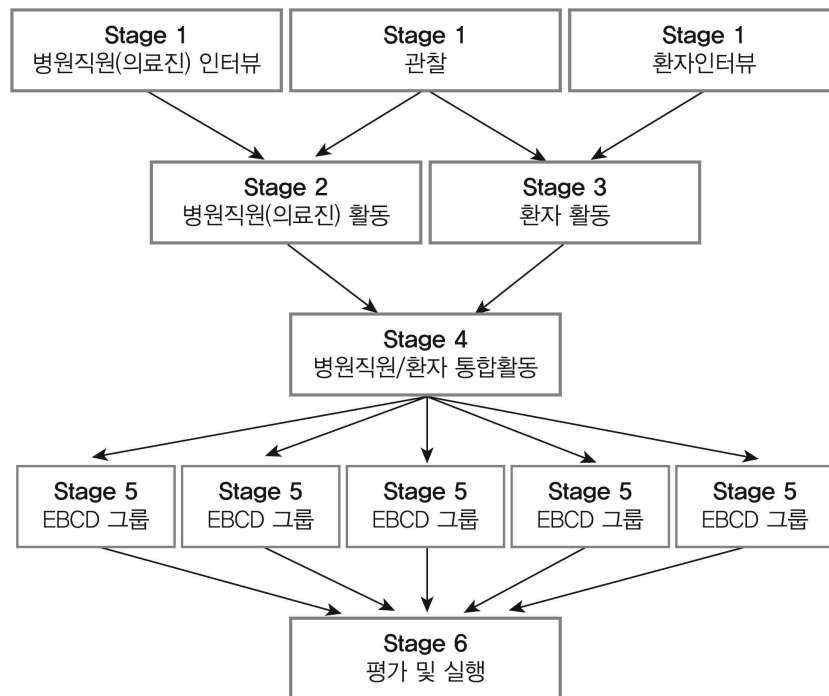 Stage 1
병원직원(의료진) 인터뷰
Stage 1
관찰
Stage 1
환자인터뷰
Stage 2
병원직원(의료진) 활동
Stage 3
환자 활동
Stage 4
병원직원/환자 통합활동
Stage 5
EBCD 그룹
Stage 5
EBCD 그룹
Stage 5
EBCD 그룹
Stage 5
EBCD 그룹
Stage 5
EBCD 그룹
Stage 6
평가 및 실행